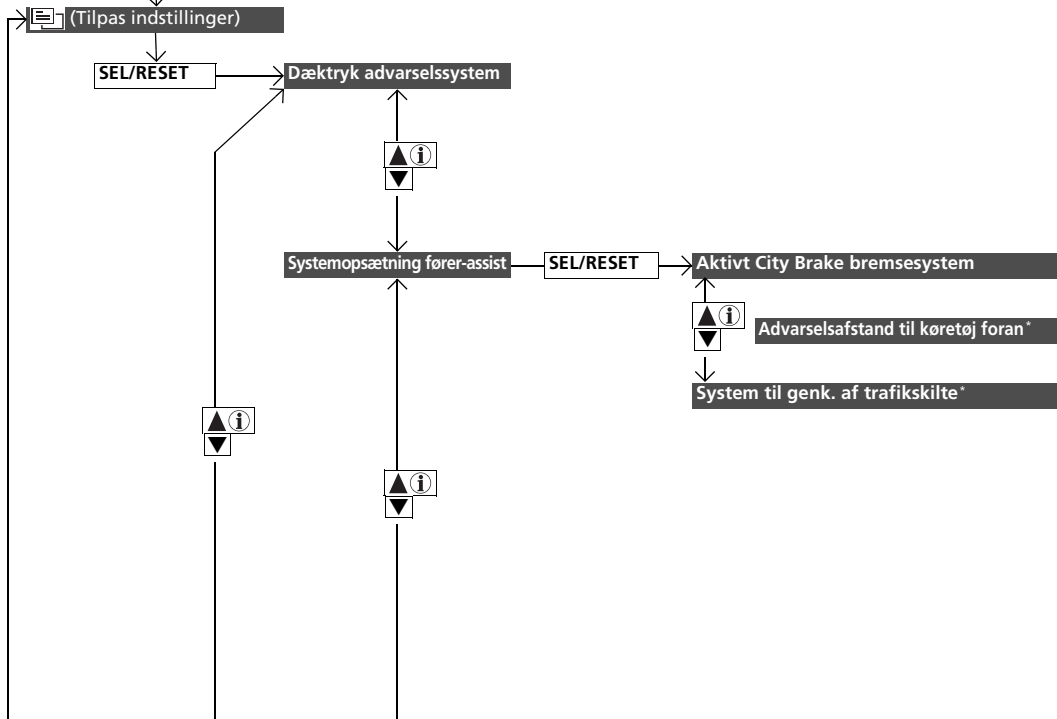 (Tilpas indstillinger)
SEL/RESET
Dæktryk advarselssystem
▲ i
▼
Systemopsætning fører-assist
SEL/RESET
Aktivt City Brake bremsesystem
▲ i
▼
Advarselsafstand til køretøj foran*
System til genk. af trafikskilte*
▲ i
▼
▲ i
▼